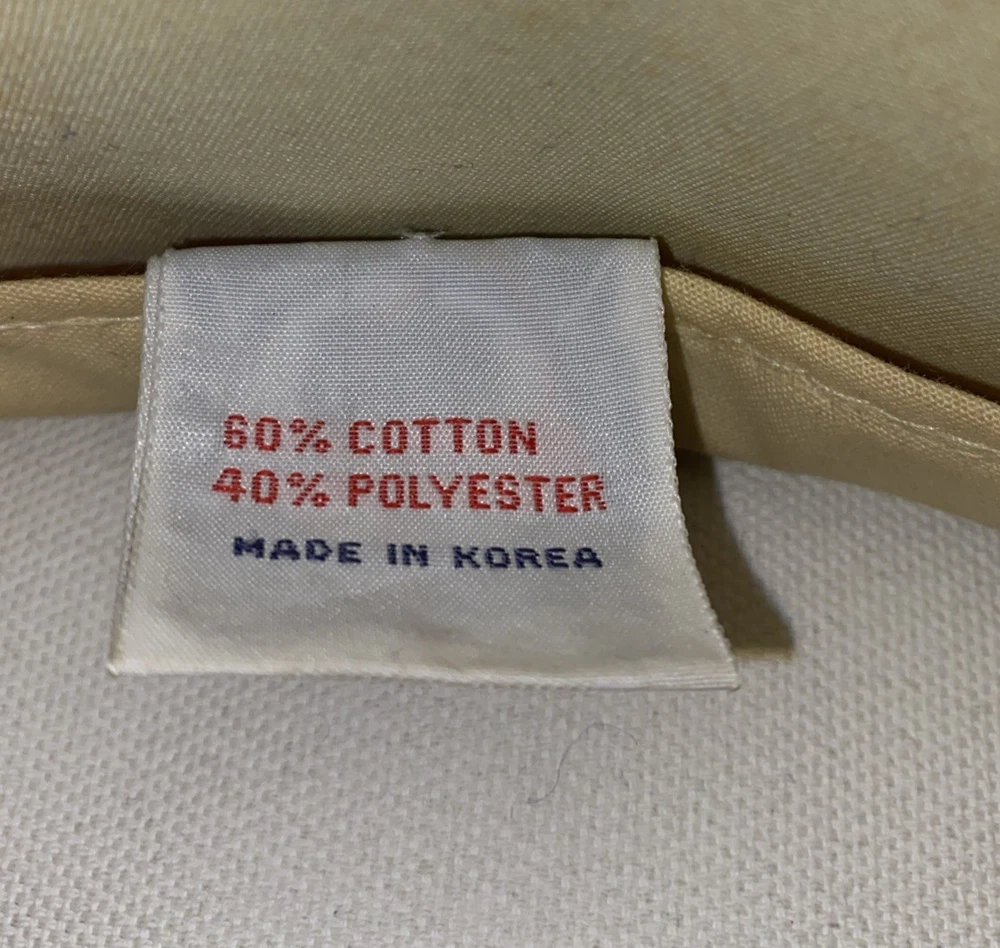 60% COTTON
40% POLYESTER
MADE IN KOREA